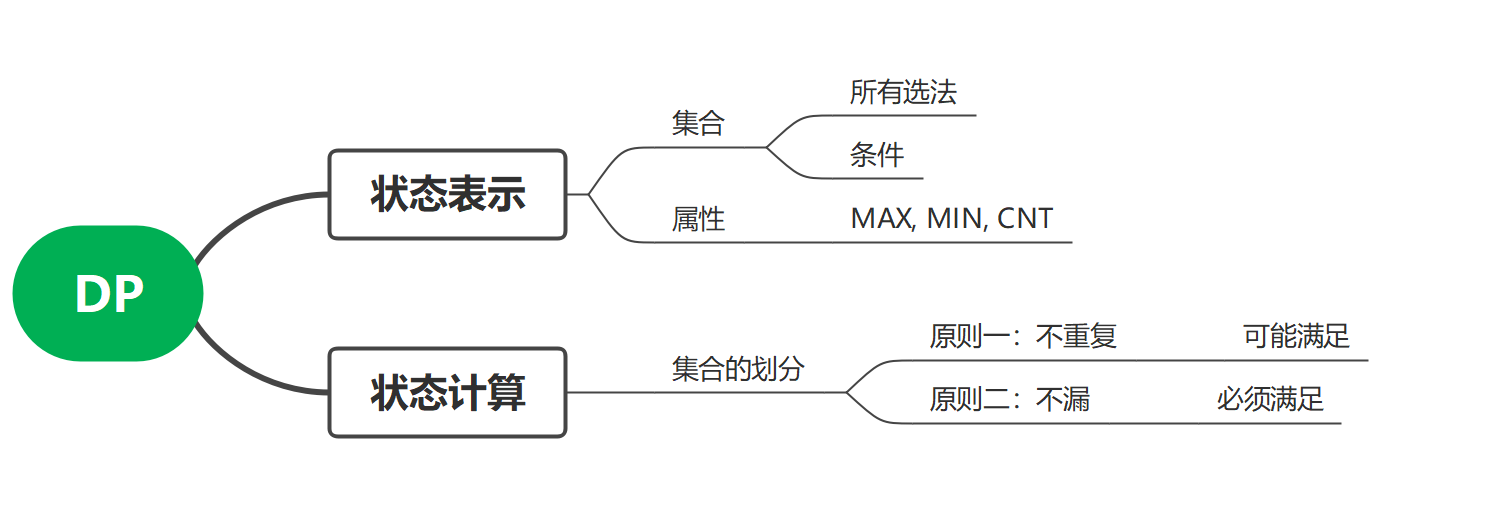 DP
状态表示
集合
所有选法
条件
属性
MAX, MIN, CNT
状态计算
集合的划分
原则一：不重复 可能满足
原则二：不漏 必须满足